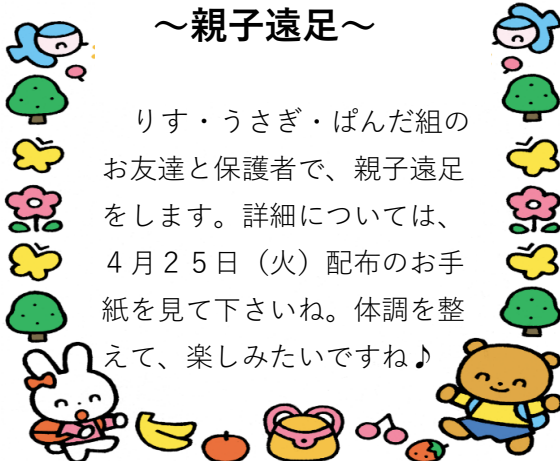 ～親子遠足～
りす・うさぎ・ぱんだ組の
お友達と保護者で、親子遠足
をします。詳細については、
４月２５日（火）配布のお手
紙を見て下さいね。体調を整
えて、楽しみたいですね♪